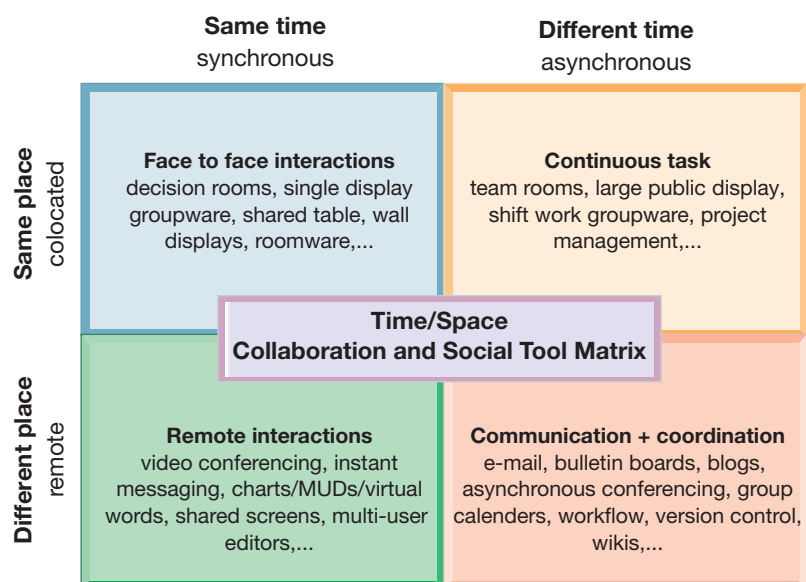 Same time
synchronous
Different time
asynchronous
Same place
colocated
Face to face interactions
decision rooms, single display
groupware, shared table, wall
displays, roomware,...
Continuous task
team rooms, large public display,
shift work groupware, project
management,...
Time/Space
Collaboration and Social Tool Matrix
Different place
remote
Remote interactions
video conferencing, instant
messaging, charts/MUDs/virtual
words, shared screens, multi-user
editors,...
Communication + coordination
e-mail, bulletin boards, blogs,
asynchronous conferencing, group
calenders, workflow, version control,
wikis,...